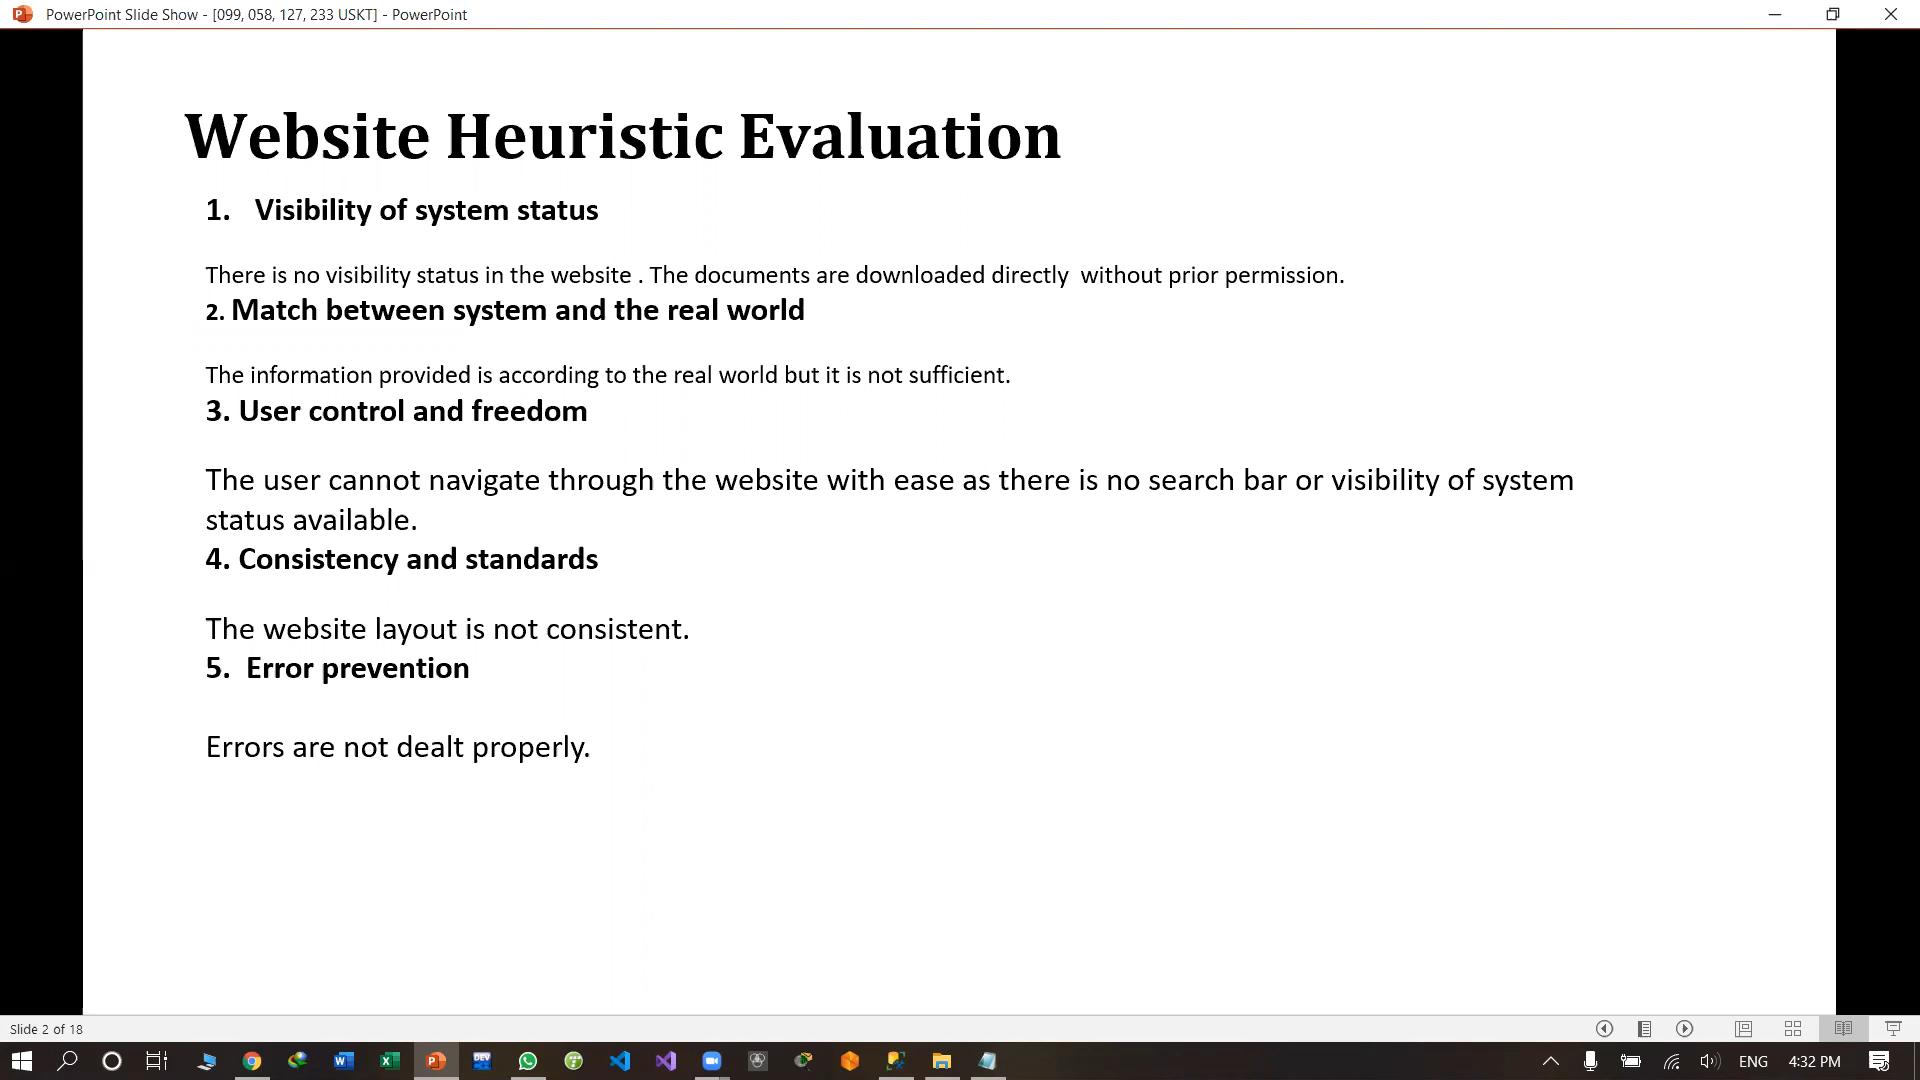 PowerPoint Slide Show - [099, 058, 127, 233 USKT] - PowerPoint
Website Heuristic Evaluation
1. Visibility of system status
There is no visibility status in the website . The documents are downloaded directly  without prior permission.
2. Match between system and the real world
The information provided is according to the real world but it is not sufficient.
3. User control and freedom
The user cannot navigate through the website with ease as there is no search bar or visibility of system
status available.
4. Consistency and standards
The website layout is not consistent.
5. Error prevention
Errors are not dealt properly.
Slide 2 of 18
DEV
ENG
4:32 PM